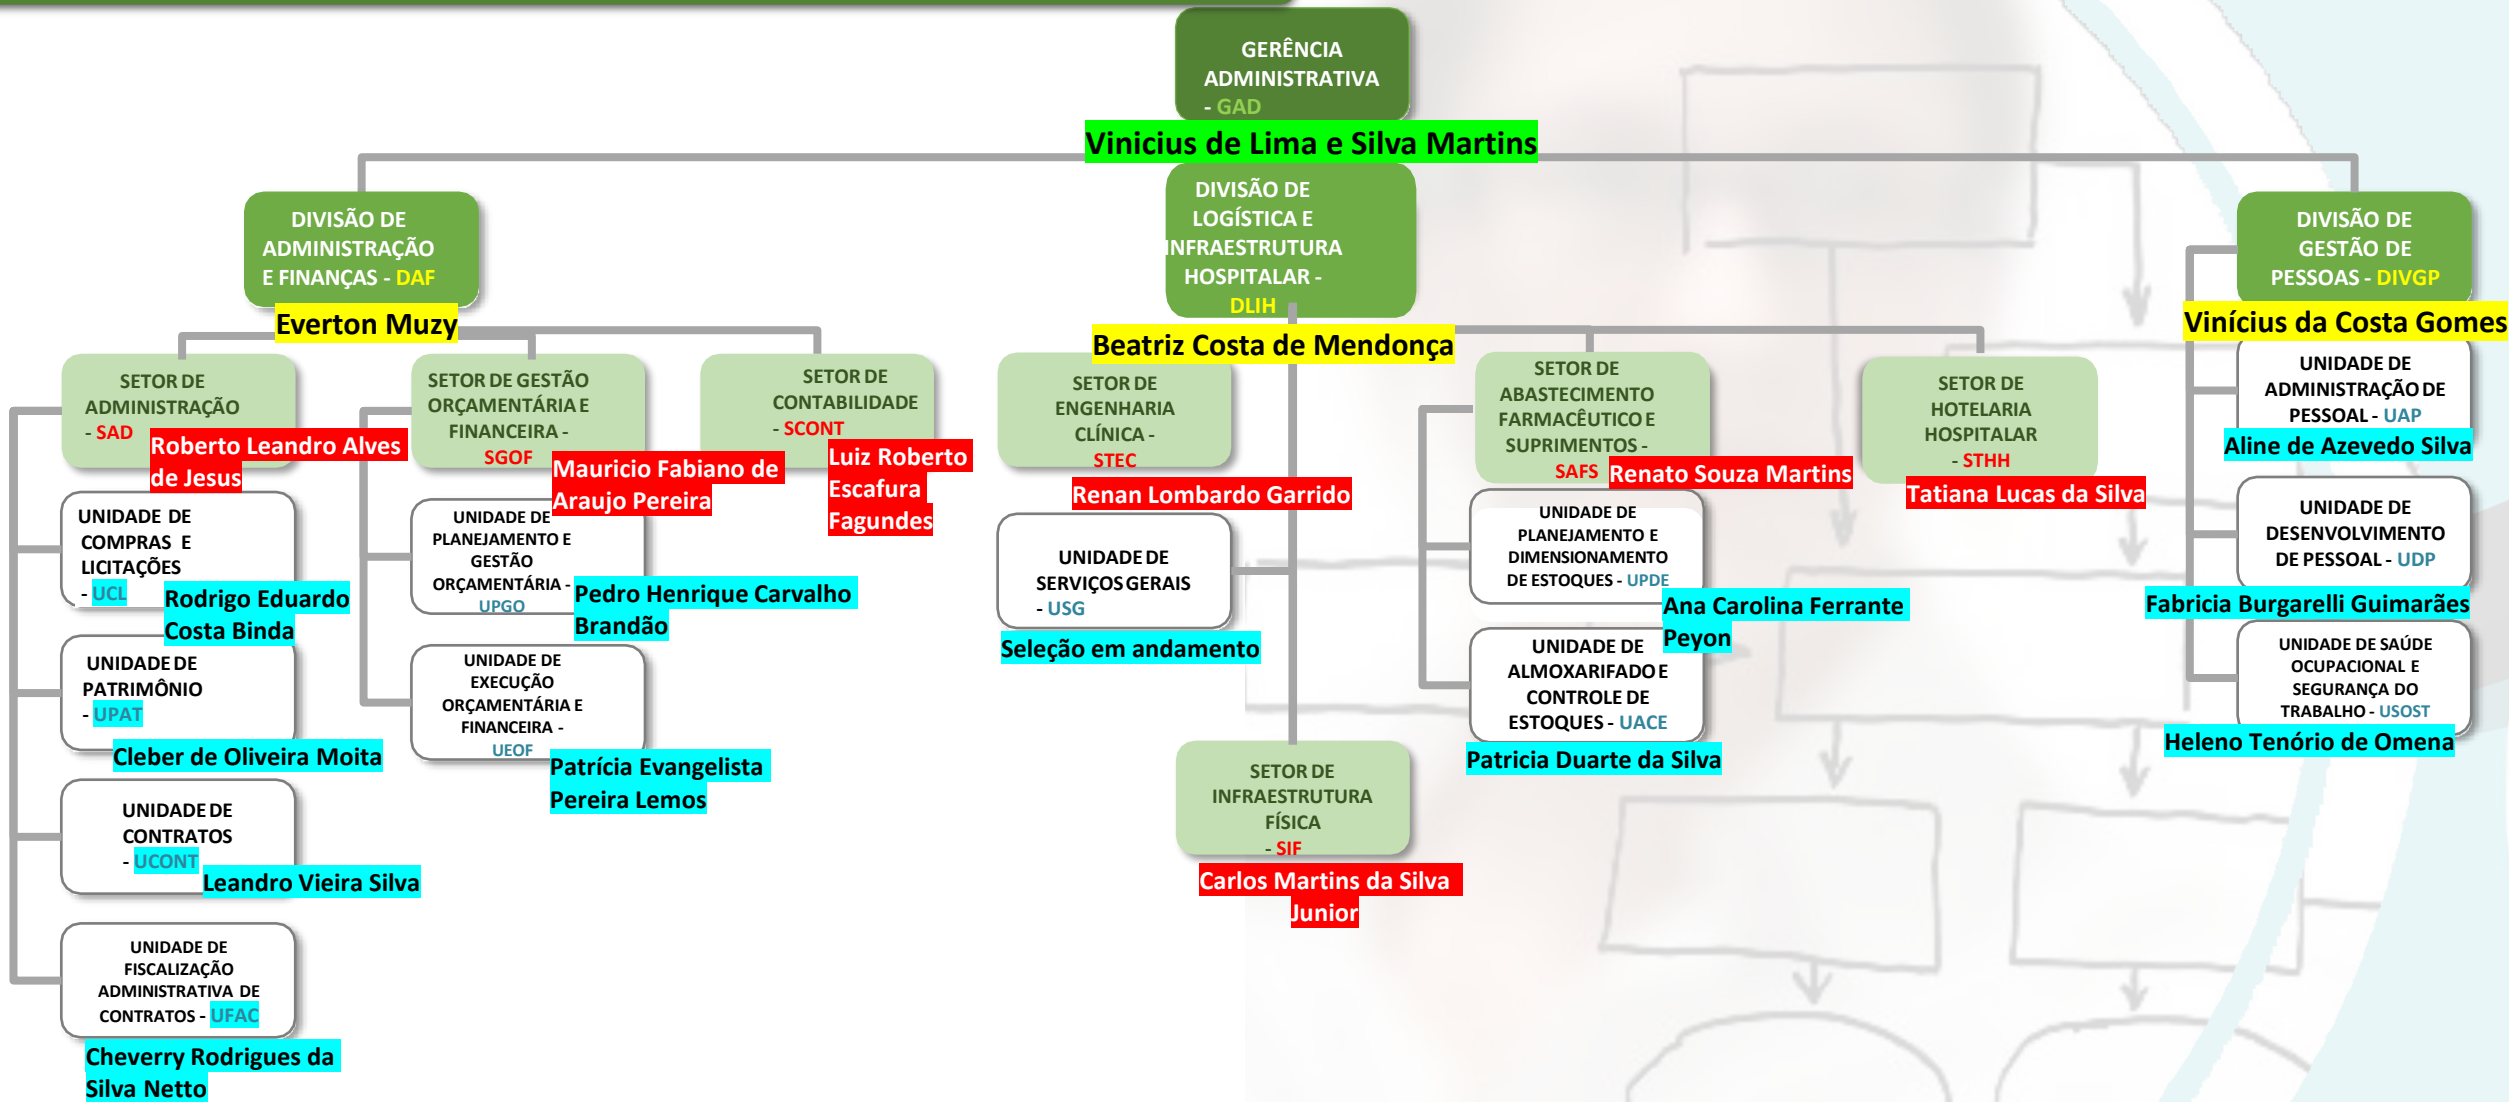 GERÊNCIA
ADMINISTRATIVA
- GAD
Vinicius de Lima e Silva Martins
DIVISÃO DE
ADMINISTRAÇÃO
E FINANÇAS - DAF
Everton Muzy
DIVISÃO DE
LOGÍSTICA E
INFRAESTRUTURA
HOSPITALAR -
DLIH
Beatriz Costa de Mendonça
DIVISÃO DE
GESTÃO DE
PESSOAS - DIVGP
Vinícius da Costa Gomes
SETOR DE
ADMINISTRAÇÃO
- SAD
Roberto Leandro Alves
de Jesus
SETOR DE GESTÃO
ORÇAMENTÁRIA E
FINANCEIRA -
SGOF
Mauricio Fabiano de
Araujo Pereira
SETOR DE
CONTABILIDADE
- SCONT
Luiz Roberto
Escafura
Fagundes
SETOR DE
ENGENHARIA
CLÍNICA -
STEC
Renan Lombardo Garrido
SETOR DE
ABASTECIMENTO
FARMACÊUTICO E
SUPRIMENTOS -
SAFS
Renato Souza Martins
SETOR DE
HOTELARIA
HOSPITALAR
- STHH
Tatiana Lucas da Silva
UNIDADE DE
ADMINISTRAÇÃO DE
PESSOAL - UAP
Aline de Azevedo Silva
UNIDADE DE
COMPRAS E
LICITAÇÕES
- UCL
Rodrigo Eduardo
Costa Binda
UNIDADE DE
PLANEJAMENTO E
GESTÃO
ORÇAMENTÁRIA -
UPGO
Pedro Henrique Carvalho
Brandão
UNIDADE DE
SERVIÇOS GERAIS
- USG
Seleção em andamento
UNIDADE DE
PLANEJAMENTO E
DIMENSIONAMENTO
DE ESTOQUES - UPDE
Ana Carolina Ferrante
Peyon
UNIDADE DE
DESENVOLVIMENTO
DE PESSOAL - UDP
Fabricia Burgarelli Guimarães
UNIDADE DE
PATRIMÔNIO
- UPAT
Cleber de Oliveira Moita
UNIDADE DE
EXECUÇÃO
ORÇAMENTÁRIA E
FINANCEIRA -
UEOF
Patrícia Evangelista
Pereira Lemos
UNIDADE DE
ALMOXARIFADO E
CONTROLE DE
ESTOQUES - UACE
Patricia Duarte da Silva
UNIDADE DE SAÚDE
OCUPACIONAL E
SEGURANÇA DO
TRABALHO - USOST
Heleno Tenório de Omena
UNIDADE DE
CONTRATOS
- UCONT
Leandro Vieira Silva
SETOR DE
INFRAESTRUTURA
FÍSICA
- SIF
Carlos Martins da Silva
Junior
UNIDADE DE
FISCALIZAÇÃO
ADMINISTRATIVA DE
CONTRATOS - UFAC
Cheverry Rodrigues da
Silva Netto